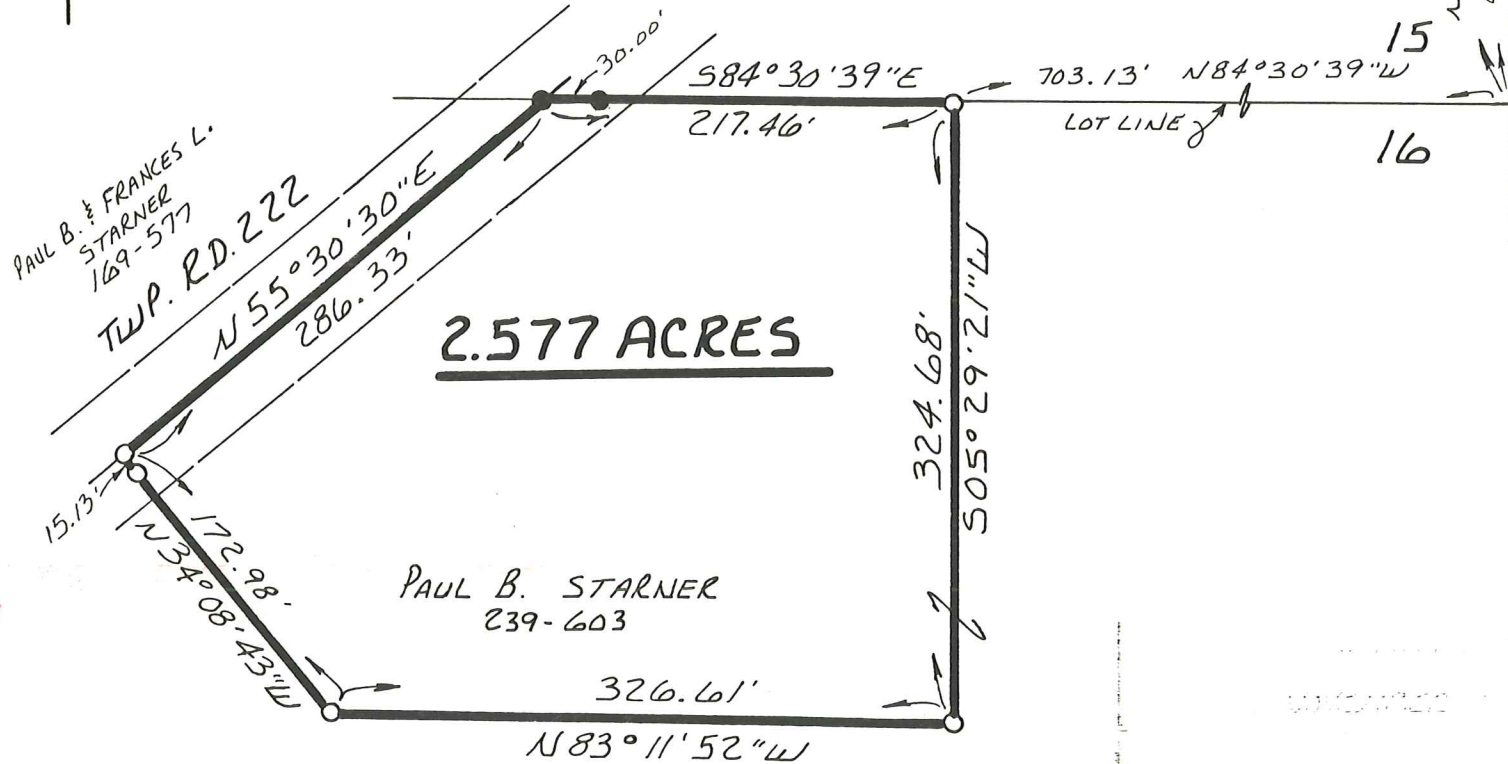 30.00'
S84°30'39"E
217.46'
703.13' N84°30'39"W
LOT LINE
15
16
PAUL B. & FRANCES L.
STARNER
169-577
TWP. RD. 222
N55°30'30"E
286.33'
2.577 ACRES
324.68'
S05°29'21"W
15.13'
172.98'
N34°08'43"W
PAUL B. STARNER
239-603
326.61'
N83°11'52"W